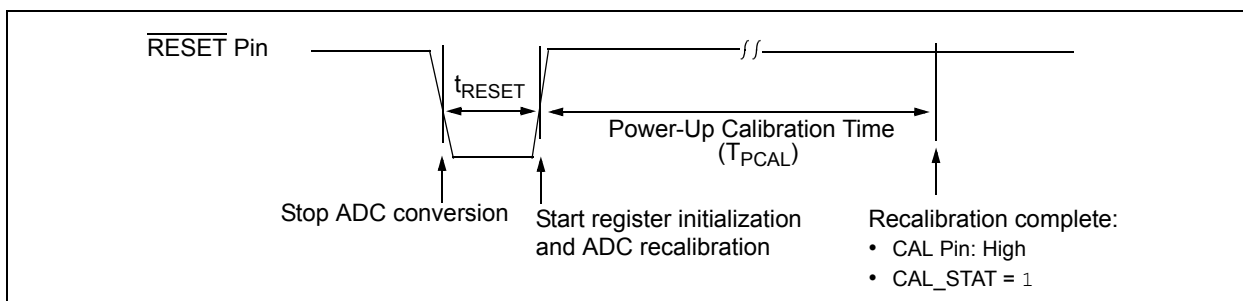 RESET Pin
tRESET
Power-Up Calibration Time
(TPCAL)
Stop ADC conversion
Start register initialization
and ADC recalibration
Recalibration complete:
• CAL Pin: High
• CAL_STAT = 1